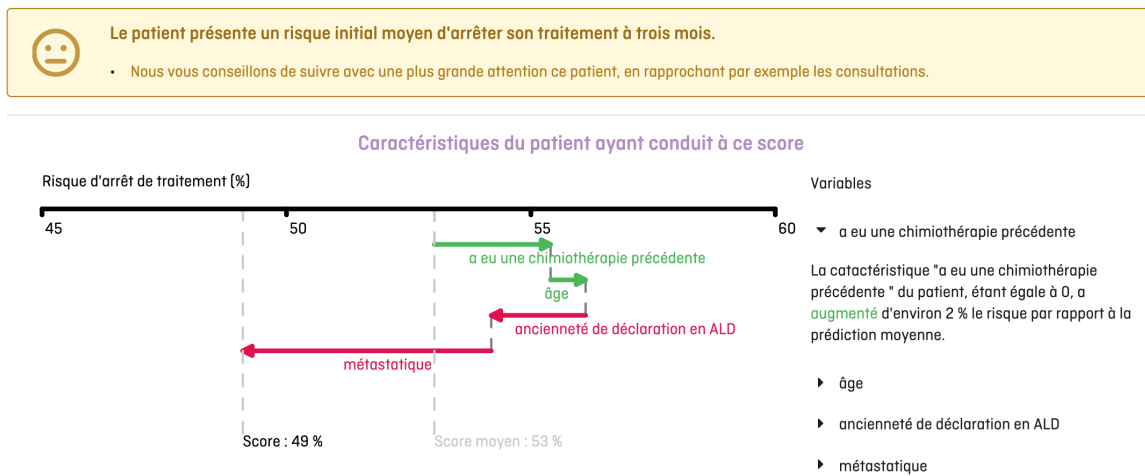 Le patient présente un risque initial moyen d'arrêter son traitement à trois mois.
• Nous vous conseillons de suivre avec une plus grande attention ce patient, en rapprochant par exemple les consultations.
Caractéristiques du patient ayant conduit à ce score
Risque d'arrêt de traitement (%)
45
50
55
60
a eu une chimiothérapie précédente
âge
ancienneté de déclaration en ALD
métastatique
Score : 49 %
Score moyen : 53 %
Variables
a eu une chimiothérapie précédente
La catactéristique "a eu une chimiothérapie
précédente " du patient, étant égale à 0, a
augmenté d'environ 2 % le risque par rapport à la
prédiction moyenne.
âge
ancienneté de déclaration en ALD
métastatique